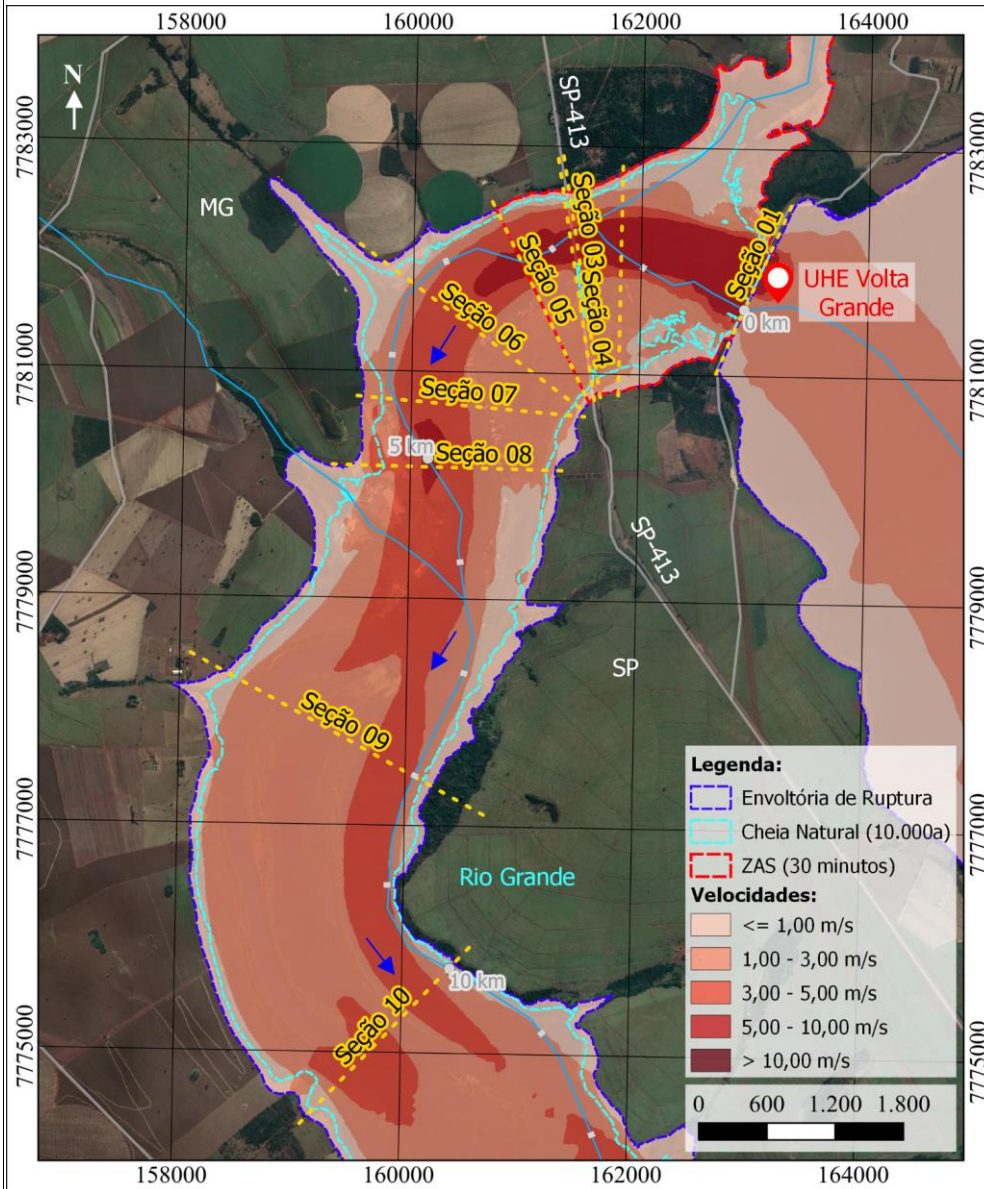 158000
160000
162000
164000
N
7783000
7783000
SP-413
MG
Seção 01
Seção 03
Seção 04
Seção 05
UHE Volta
Grande
0 km
Seção 06
7781000
7781000
Seção 07
5 km
Seção 08
SP-413
7779000
7779000
SP
Seção 09
7777000
7777000
Rio Grande
10 km
Seção 10
7775000
7775000
Legenda:
Envoltória de Ruptura
Cheia Natural (10.000a)
ZAS (30 minutos)
Velocidades:
<= 1,00 m/s
1,00 - 3,00 m/s
3,00 - 5,00 m/s
5,00 - 10,00 m/s
> 10,00 m/s
0 600 1.200 1.800
158000
160000
162000
164000